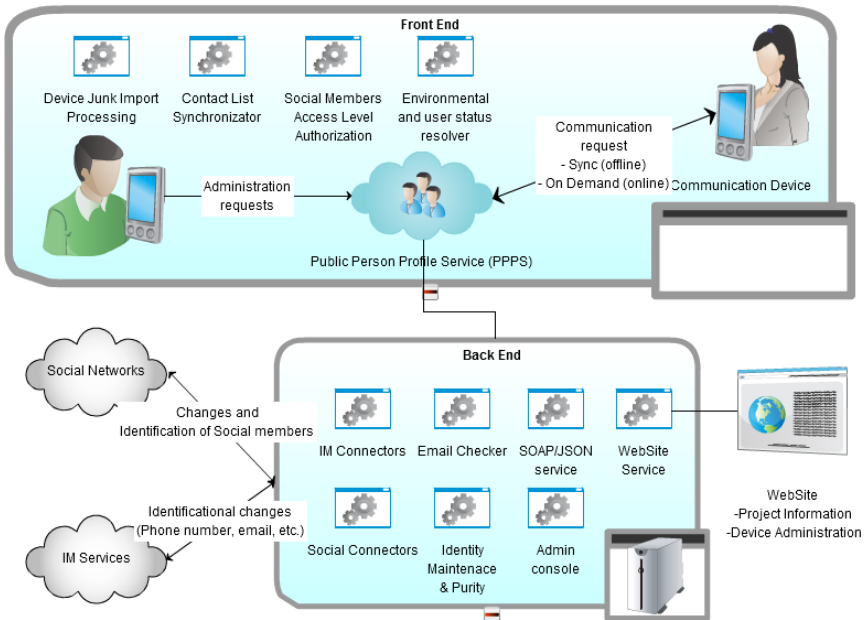 Front End
Device Junk Import
Processing
Contact List
Synchronizator
Social Members
Access Level
Authorization
Environmental
and user status
resolver
Communication
request
- Sync (offline)
- On Demand (online)
Communication Device
Administration
requests
Public Person Profile Service (PPPS)
Back End
Social Networks
Changes and
Identification of Social members
Identificational changes
(Phone number, email, etc.)
IM Services
IM Connectors
Email Checker
SOAP/JSON
service
WebSite
Service
Social Connectors
Identity
Maintenace
& Purity
Admin
console
WebSite
-Project Information
-Device Administration